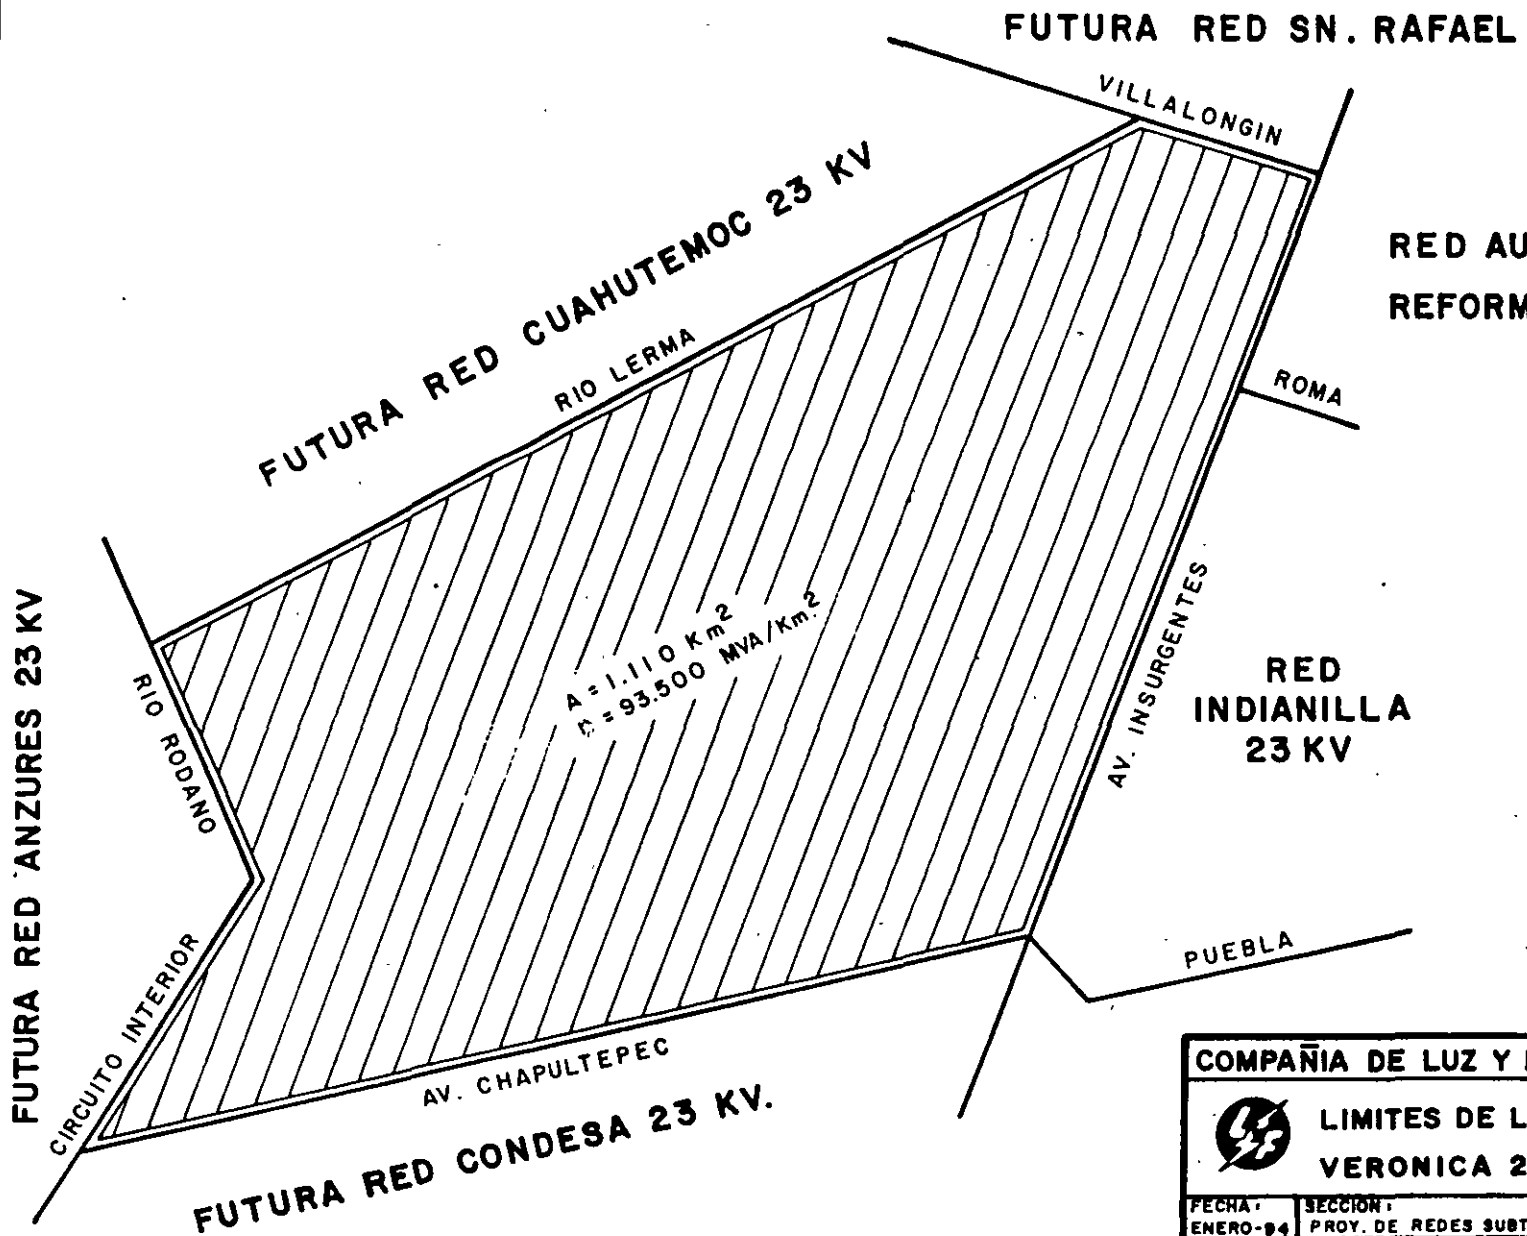 FUTURA RED SN. RAFAEL
VILLALONGIN
FUTURA RED CUAHUTEMOC 23 KV
RIO LERMA
RED AU
REFORM
ROMA
A = 1.110 Km²
D = 93.500 MVA/Km²
AV. INSURGENTES
RED
INDIANILLA
23 KV
RIO RODANO
FUTURA RED ANZURES 23 KV
CIRCUITO INTERIOR
AV. CHAPULTEPEC
PUEBLA
FUTURA RED CONDESA 23 KV.
COMPAÑIA DE LUZ Y
LIMITES DE L
VERONICA 2
FECHA:
ENERO-94
SECCION:
PROY. DE REDES SUBT